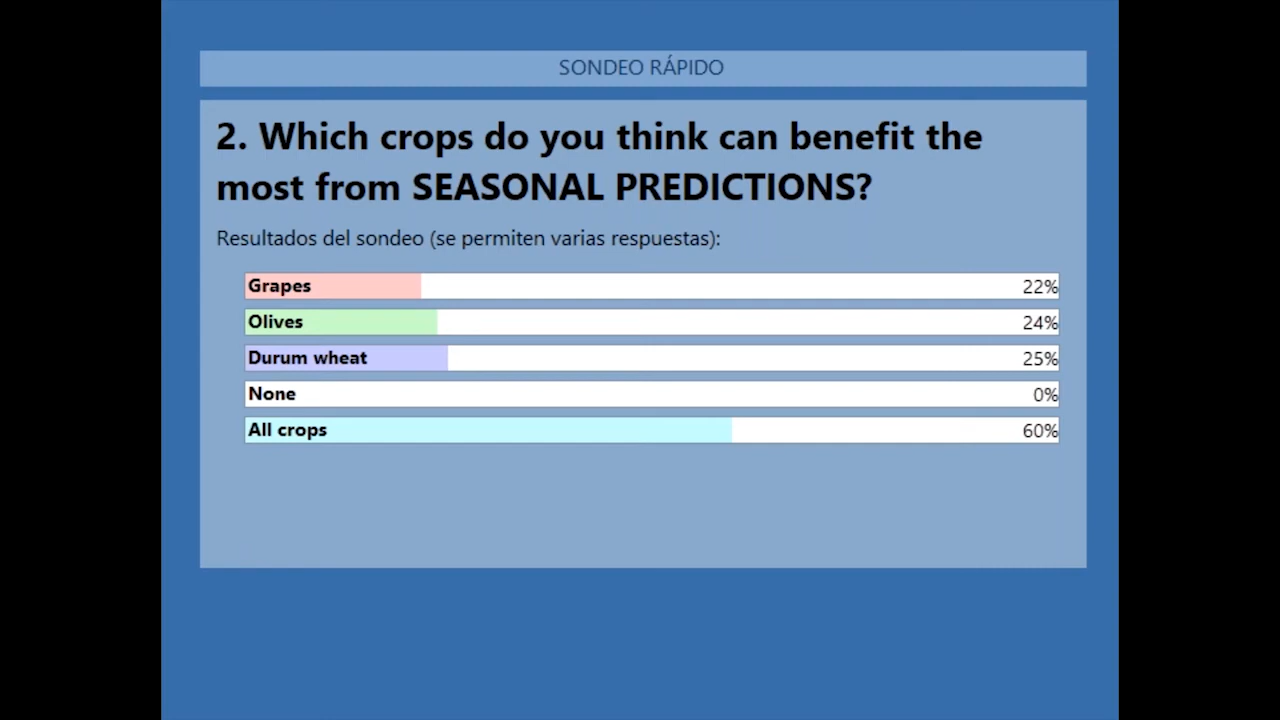 SONDEO RÁPIDO
2. Which crops do you think can benefit the
most from SEASONAL PREDICTIONS?
Resultados del sondeo (se permiten varias respuestas):
Grapes 22%
Olives 24%
Durum wheat 25%
None 0%
All crops 60%